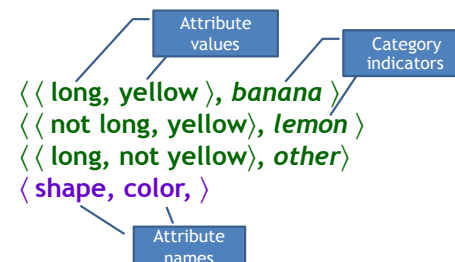 Attribute
values
Category
indicators
⟨ ⟨ long, yellow ⟩, banana ⟩
⟨ ⟨ not long, yellow⟩, lemon ⟩
⟨ ⟨ long, not yellow⟩, other⟩
⟨ shape, color, ⟩
Attribute
names